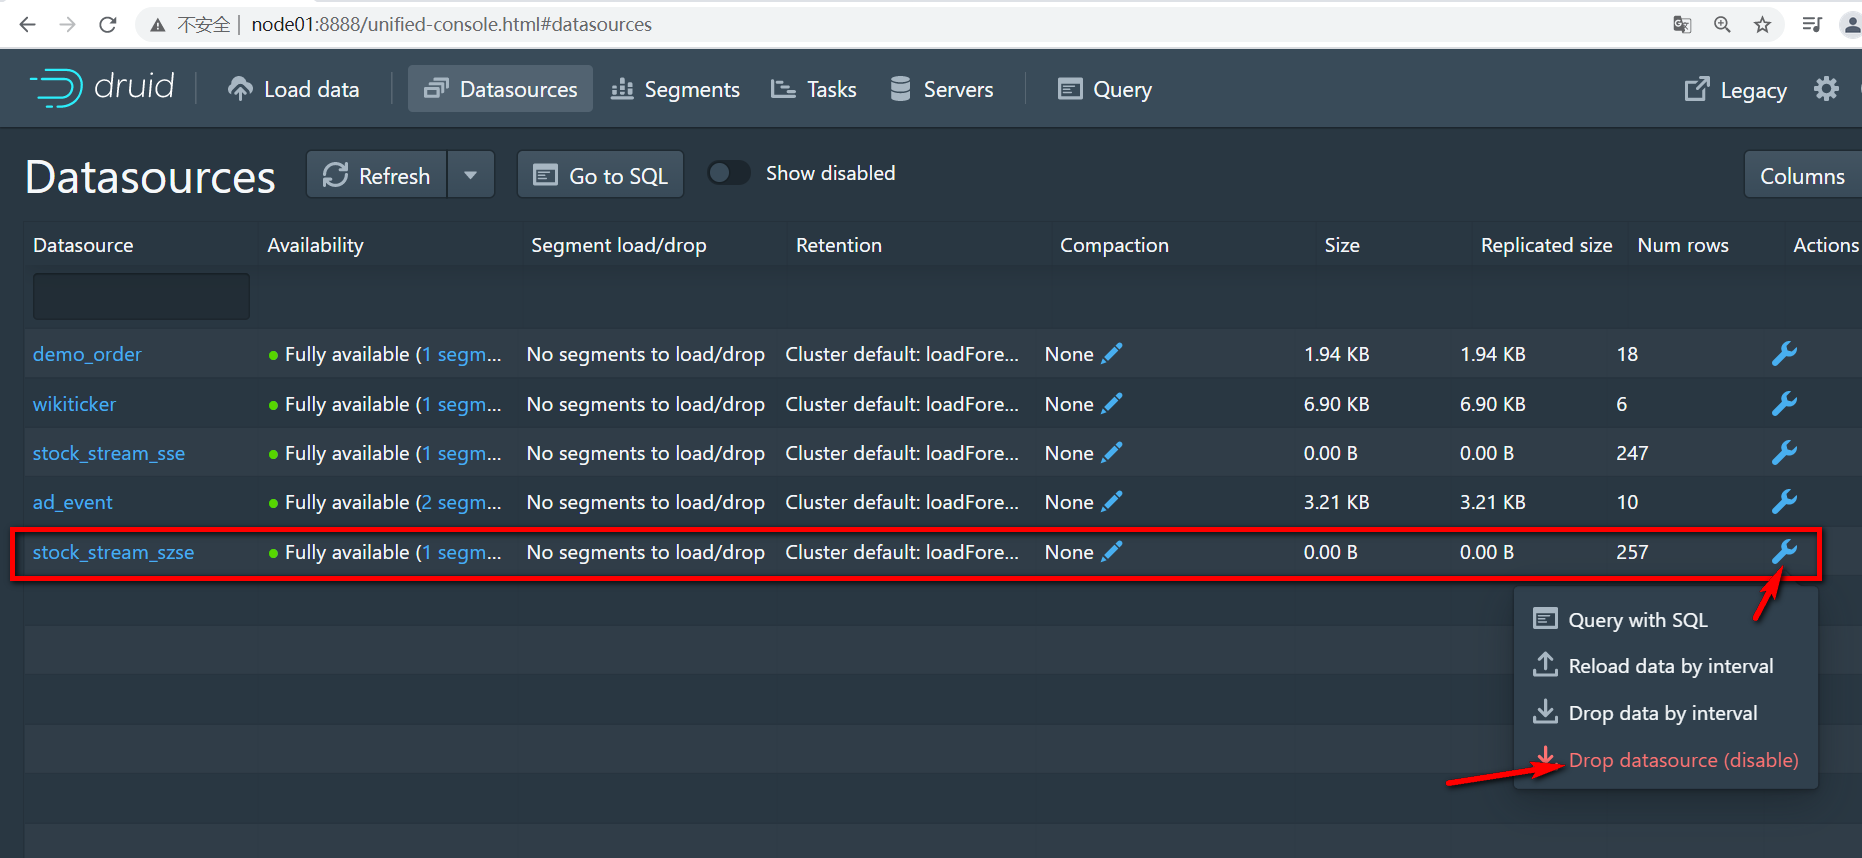 不安全 | node01:8888/unified-console.html#datasources
druid Load data Datasources Segments Tasks Servers Query Legacy
Datasources Refresh Go to SQL Show disabled Columns
Datasource Availability Segment load/drop Retention Compaction Size Replicated size Num rows Actions
demo_order Fully available (1 segm... No segments to load/drop Cluster default: loadFore... None 1.94 KB 1.94 KB 18
wikiticker Fully available (1 segm... No segments to load/drop Cluster default: loadFore... None 6.90 KB 6.90 KB 6
stock_stream_sse Fully available (1 segm... No segments to load/drop Cluster default: loadFore... None 0.00 B 0.00 B 247
ad_event Fully available (2 segm... No segments to load/drop Cluster default: loadFore... None 3.21 KB 3.21 KB 10
stock_stream_szse Fully available (1 segm... No segments to load/drop Cluster default: loadFore... None 0.00 B 0.00 B 257
Query with SQL
Reload data by interval
Drop data by interval
Drop datasource (disable)